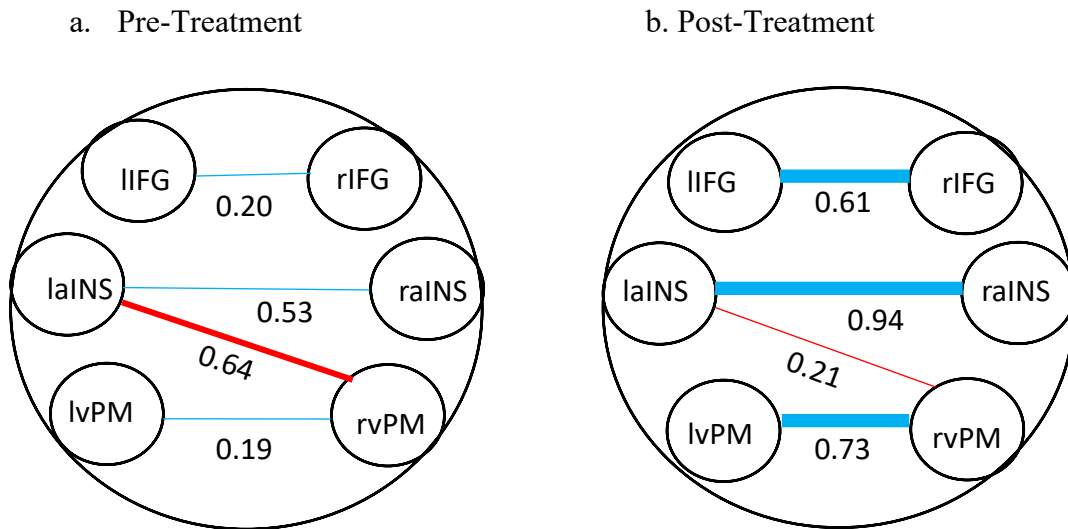 a. Pre-Treatment
lIFG
rIFG
0.20
laINS
raINS
0.53
0.64
lvPM
rvPM
0.19
b. Post-Treatment
lIFG
rIFG
0.61
laINS
raINS
0.94
0.21
lvPM
rvPM
0.73